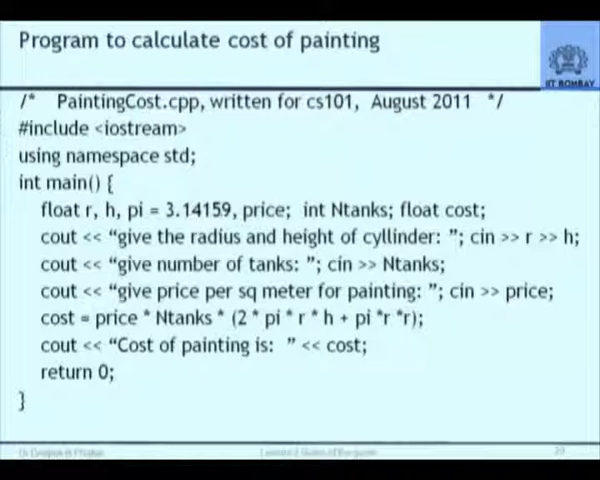 Program to calculate cost of painting
IIT BOMBAY
/* PaintingCost.cpp, written for cs101, August 2011 */
#include <iostream>
using namespace std;
int main() {
float r, h, pi = 3.14159, price; int Ntanks; float cost;
cout << “give the radius and height of cyllinder: ”; cin >> r >> h;
cout << “give number of tanks: ”; cin >> Ntanks;
cout << “give price per sq meter for painting: ”; cin >> price;
cost = price * Ntanks * (2 * pi * r * h + pi *r *r);
cout << “Cost of painting is: ” << cost;
return 0;
}